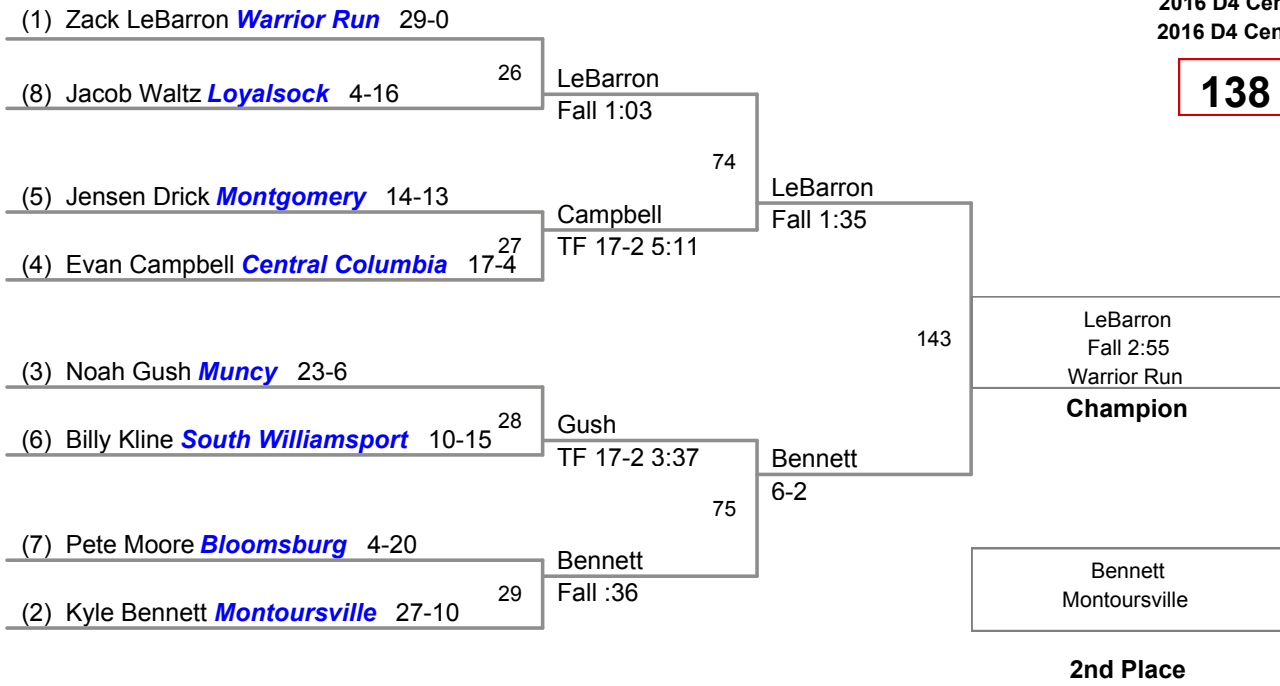 2016 D4 Cen
2016 D4 Cen
138
(1) Zack LeBarron Warrior Run 29-0
26
(8) Jacob Waltz Loyalsock 4-16
LeBarron
Fall 1:03
74
(5) Jensen Drick Montgomery 14-13
27
(4) Evan Campbell Central Columbia 17-4
Campbell
TF 17-2 5:11
LeBarron
Fall 1:35
143
(3) Noah Gush Muncy 23-6
28
(6) Billy Kline South Williamsport 10-15
Gush
TF 17-2 3:37
75
(7) Pete Moore Bloomsburg 4-20
29
(2) Kyle Bennett Montoursville 27-10
Bennett
Fall :36
Bennett
6-2
LeBarron
Fall 2:55
Warrior Run
Champion
Bennett
Montoursville
2nd Place